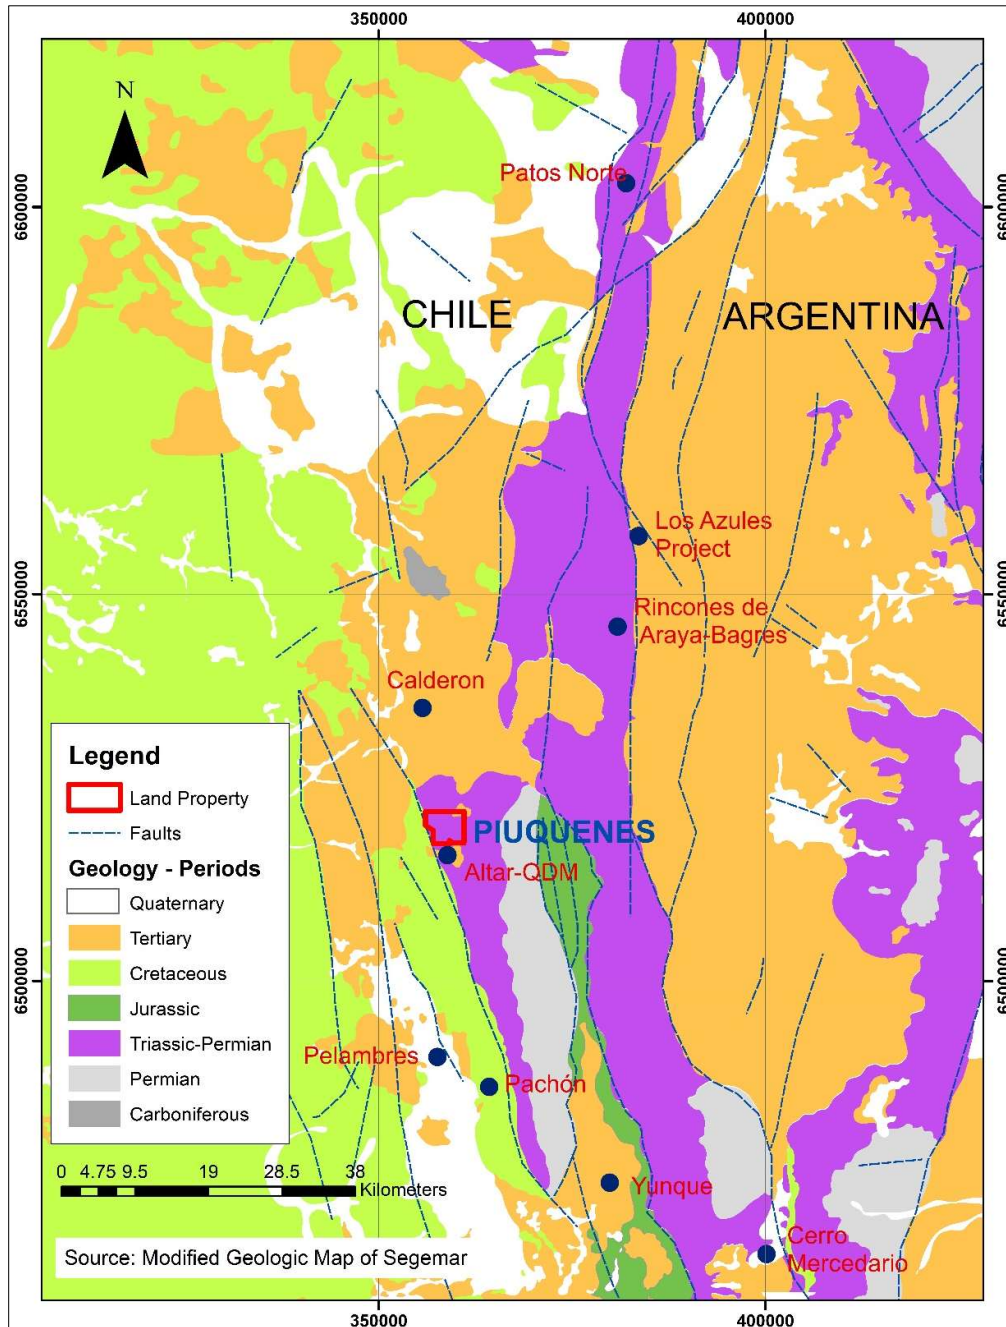 350000
400000
N
6600000
Patos Norte
6600000
CHILE
ARGENTINA
Los Azules
Project
6550000
6550000
Rincones de
Araya-Bagres
Calderon
Legend
Land Property
Faults
Geology - Periods
Quaternary
Tertiary
Cretaceous
Jurassic
Triassic-Permian
Permian
Carboniferous
PIUQUENES
Altar-QDM
6500000
6500000
Pelambres
Pachón
0 4.75 9.5 19 28.5 38
Kilometers
Yunque
Cerro
Mercedario
Source: Modified Geologic Map of Segemar
350000
400000